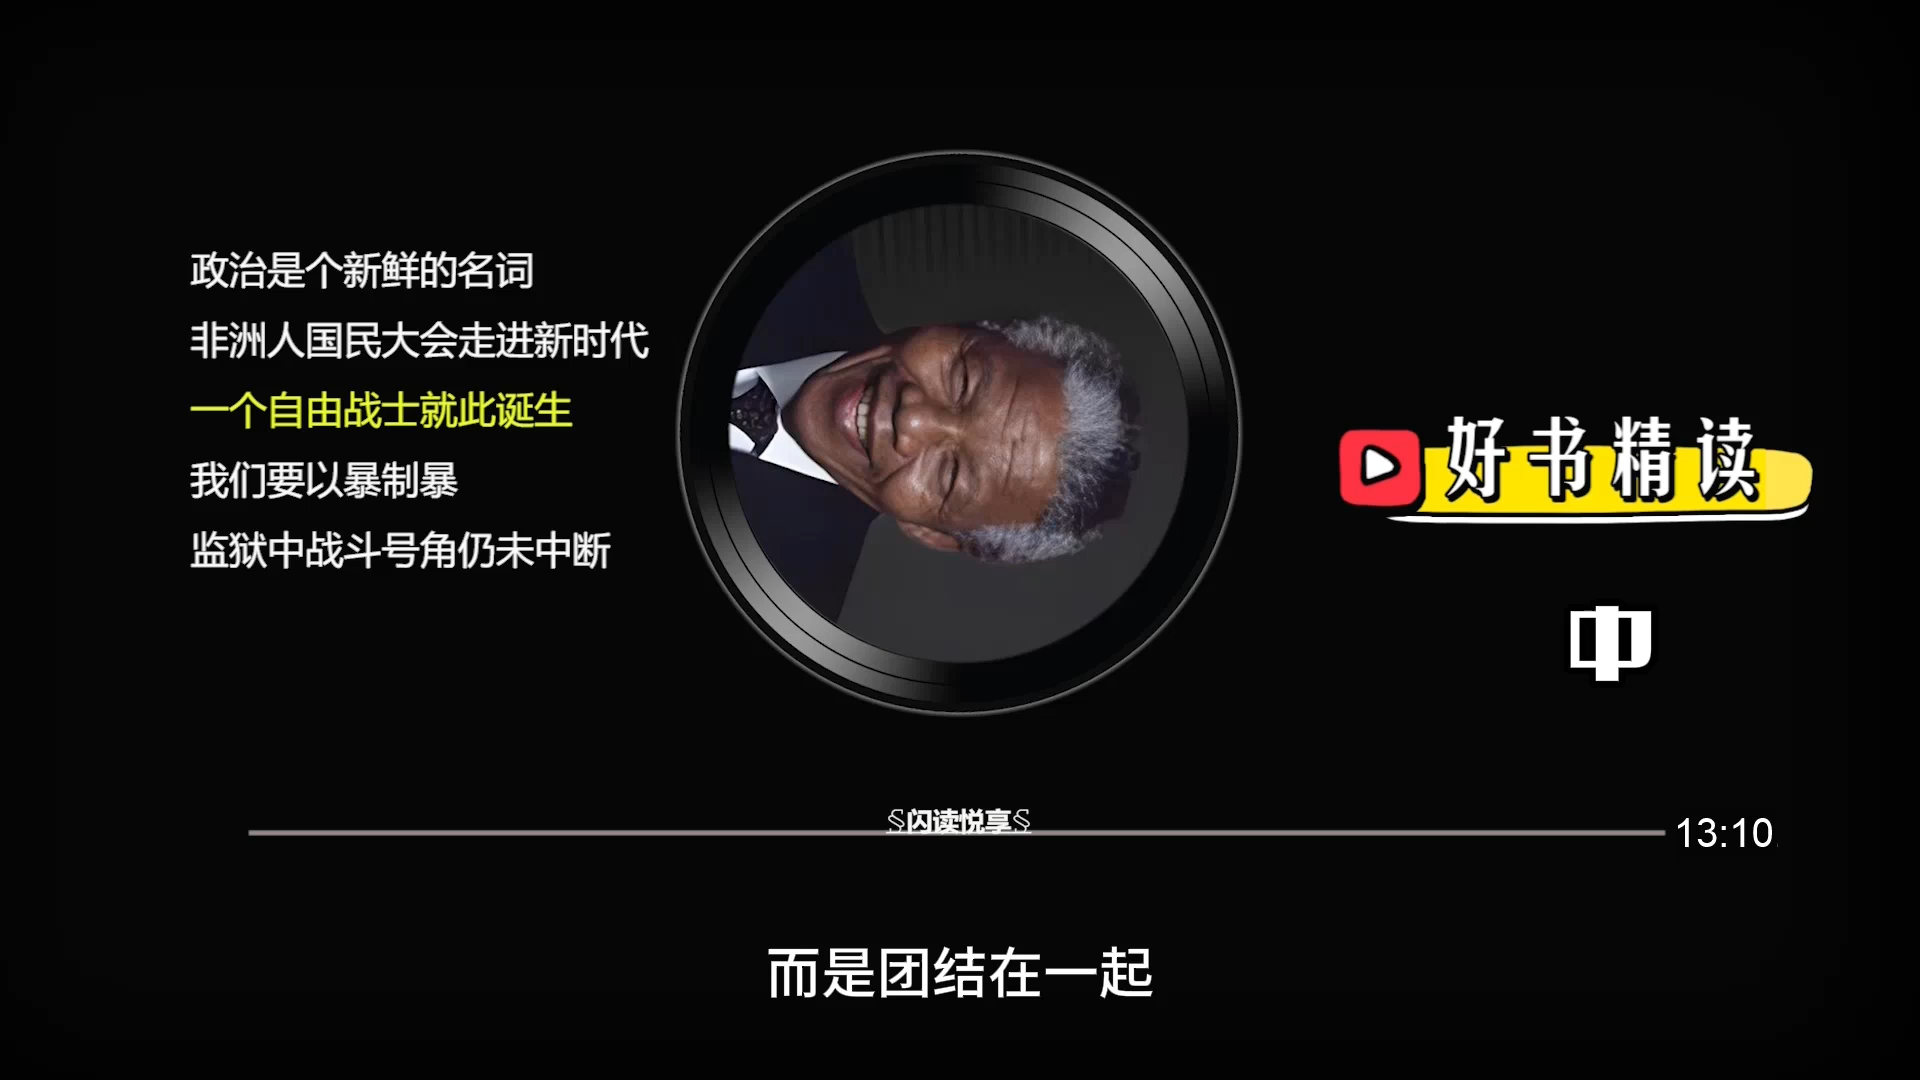 政治是个新鲜的名词
非洲人国民大会走进新时代
一个自由战士就此诞生
我们要以暴制暴
监狱中战斗号角仍未中断
好书精读
中
§闪读悦享§
13:10
而是团结在一起